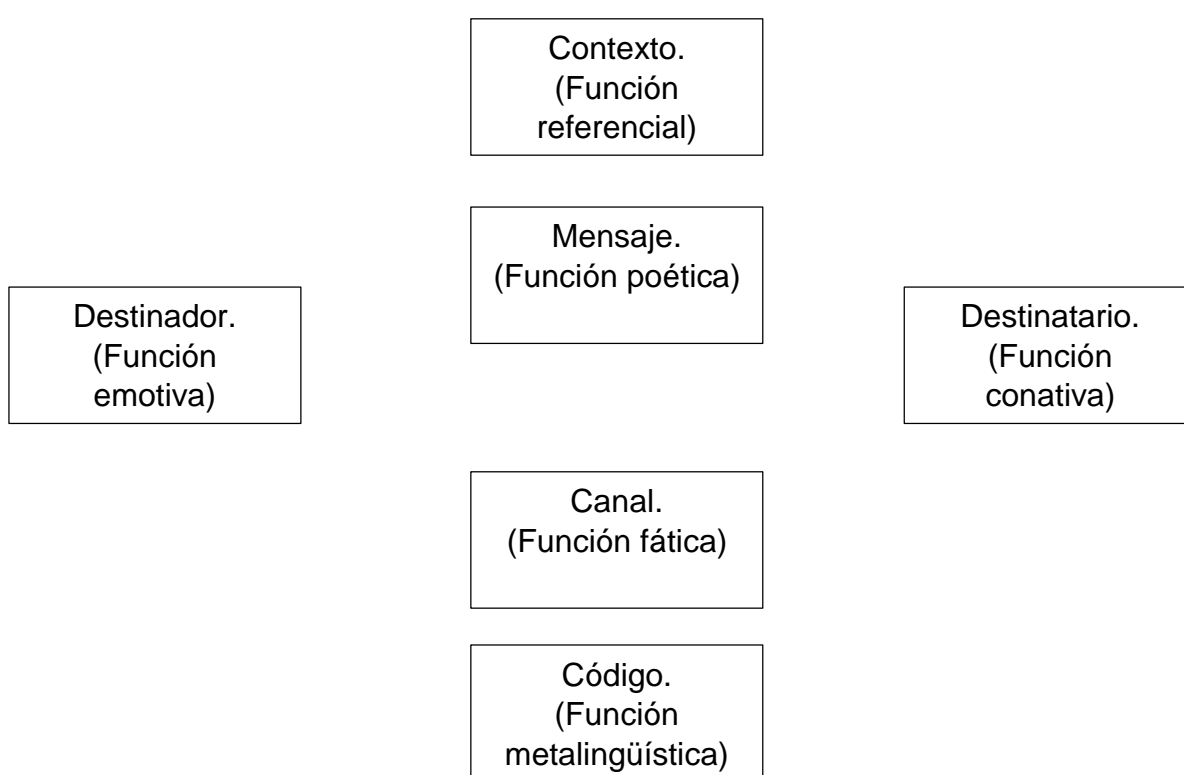 Contexto.
(Función
referencial)
Mensaje.
(Función poética)
Destinador.
(Función
emotiva)
Destinatario.
(Función
conativa)
Canal.
(Función fática)
Código.
(Función
metalingüística)